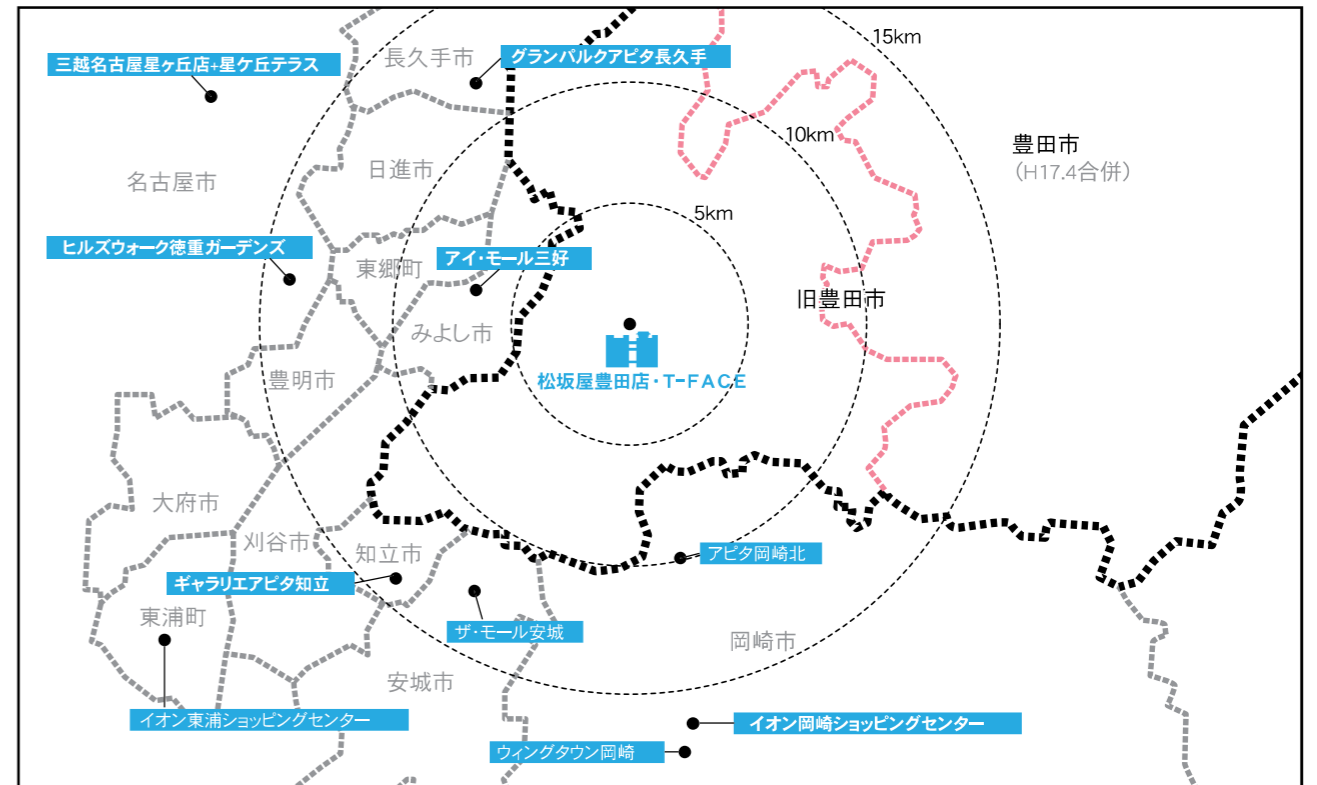 15km
長久手市
グランパルクアピタ長久手
三越名古屋星ヶ丘店+星ケ丘テラス
10km
豊田市
(H17.4合併)
日進市
名古屋市
5km
ヒルズウォーク徳重ガーデンズ
アイ・モール三好
東郷町
旧豊田市
みよし市
豊明市
松坂屋豊田店・T-FACE
大府市
刈谷市
知立市
アピタ岡崎北
ギャラリエアピタ知立
東浦町
ザ・モール安城
岡崎市
安城市
イオン東浦ショッピングセンター
イオン岡崎ショッピングセンター
ウィングタウン岡崎